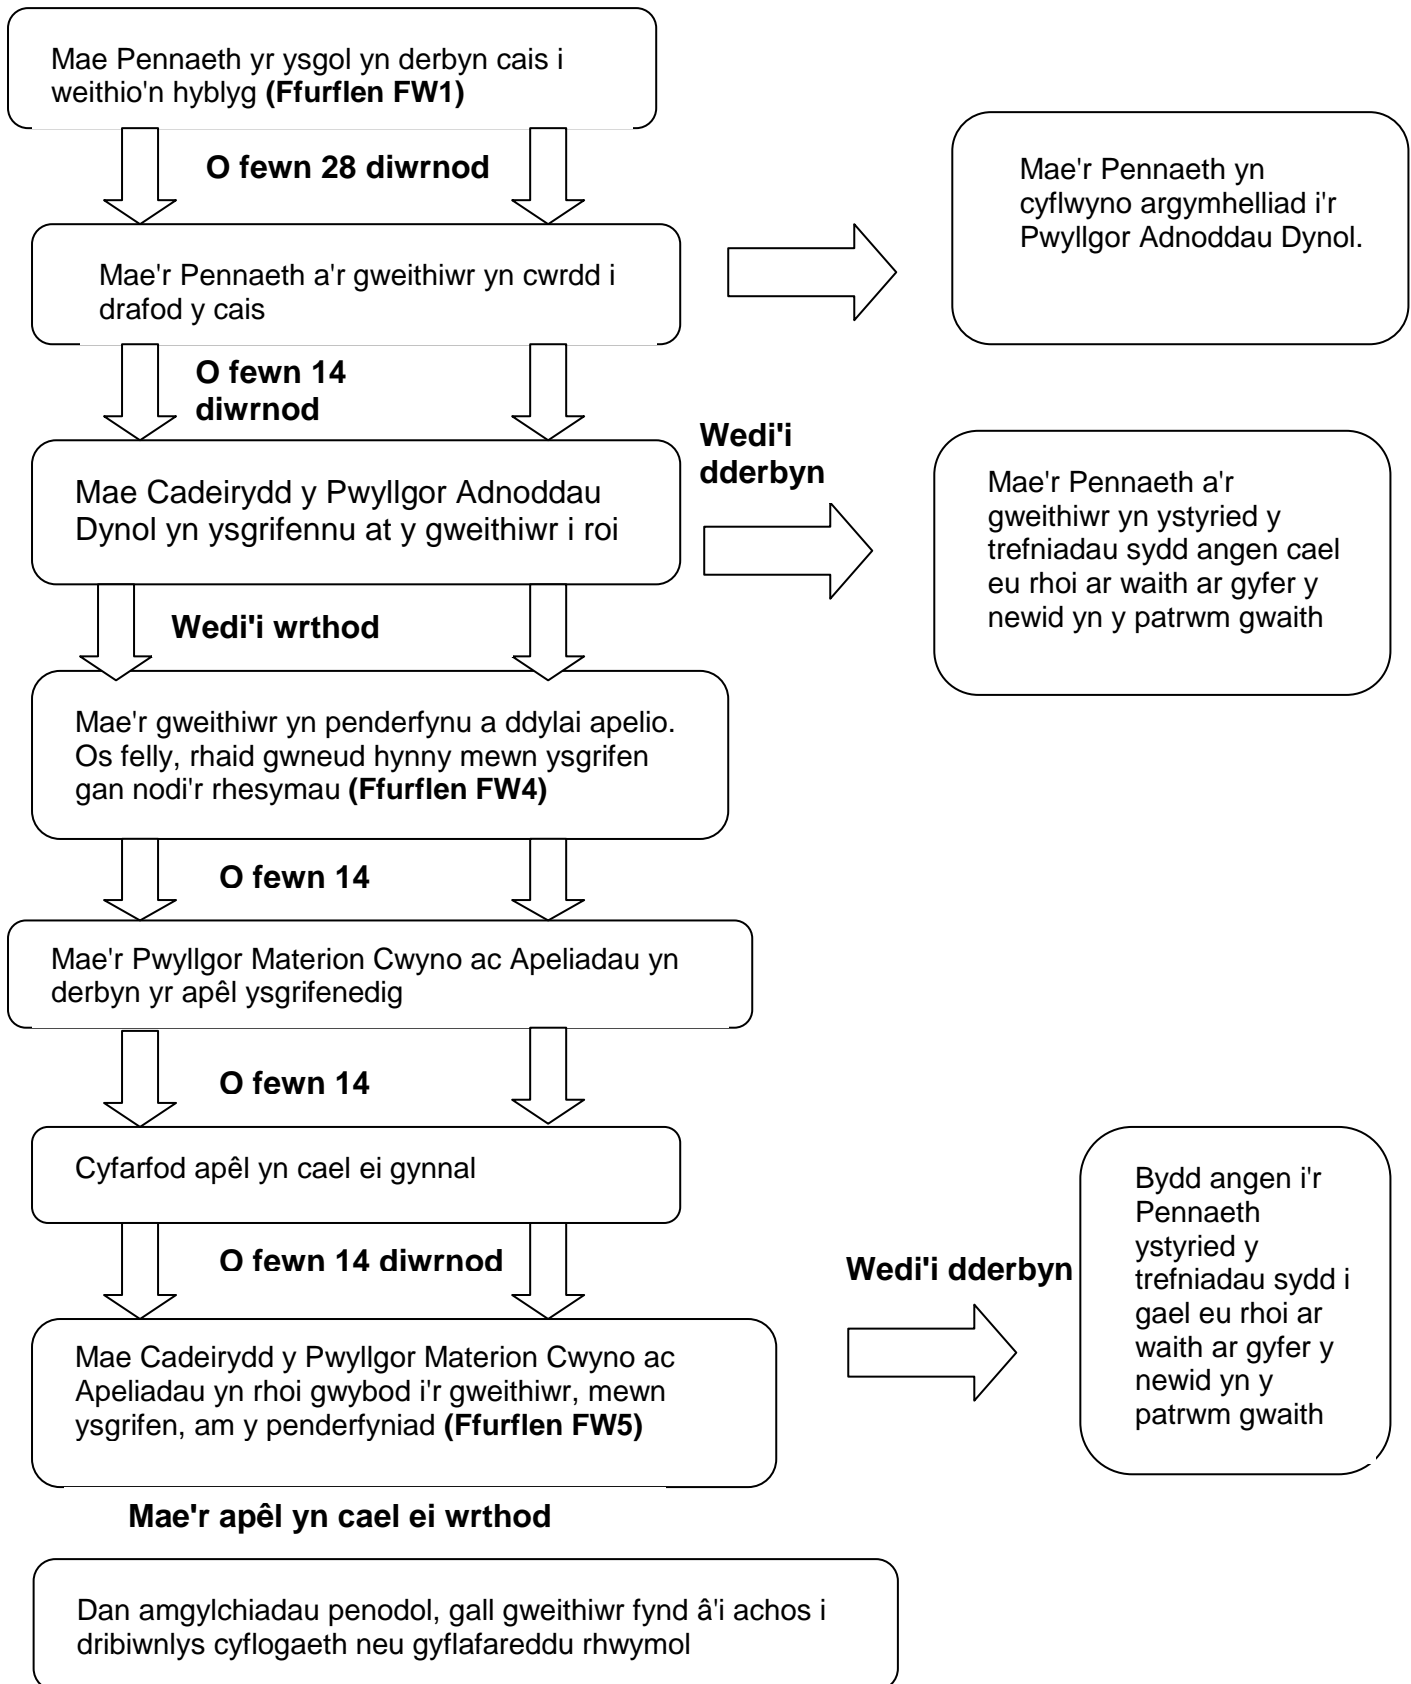 Mae Pennaeth yr ysgol yn derbyn cais i
weithio'n hyblyg (Ffurflen FW1)
O fewn 28 diwrnod
Mae'r Pennaeth a'r gweithiwr yn cwrdd i
drafod y cais
Mae'r Pennaeth yn
cyflwyno argymhelliad i'r
Pwyllgor Adnoddau Dynol.
O fewn 14
diwrnod
Mae Cadeirydd y Pwyllgor Adnoddau
Dynol yn ysgrifennu at y gweithiwr i roi
Wedi'i
dderbyn
Mae'r Pennaeth a'r
gweithiwr yn ystyried y
trefniadau sydd angen cael
eu rhoi ar waith ar gyfer y
newid yn y patrwm gwaith
Wedi'i wrthod
Mae'r gweithiwr yn penderfynu a ddylai apelio.
Os felly, rhaid gwneud hynny mewn ysgrifen
gan nodi'r rhesymau (Ffurflen FW4)
O fewn 14
Mae'r Pwyllgor Materion Cwyno ac Apeliadau yn
derbyn yr apêl ysgrifenedig
O fewn 14
Cyfarfod apêl yn cael ei gynnal
O fewn 14 diwrnod
Mae Cadeirydd y Pwyllgor Materion Cwyno ac
Apeliadau yn rhoi gwybod i'r gweithiwr, mewn
ysgrifen, am y penderfyniad (Ffurflen FW5)
Wedi'i dderbyn
Bydd angen i'r
Pennaeth
ystyried y
trefniadau sydd i
gael eu rhoi ar
waith ar gyfer y
newid yn y
patrwm gwaith
Mae'r apêl yn cael ei wrthod
Dan amgylchiadau penodol, gall gweithiwr fynd â'i achos i
dribiwnlys cyflogaeth neu gyflafareddu rhwymol